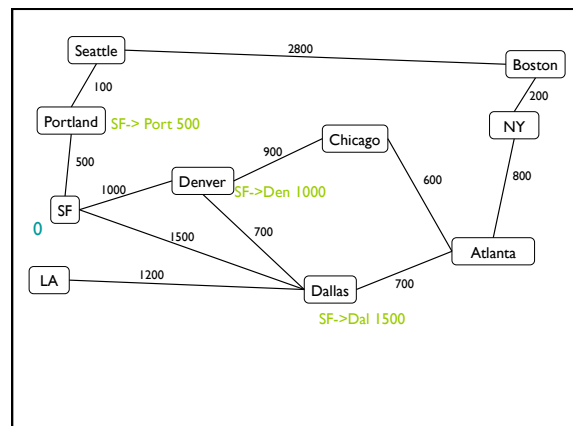 2800
Seattle
Boston
100
200
Portland
SF-> Port 500
NY
Chicago
900
500
800
Denver
600
1000
SF->Den 1000
SF
0
1500
700
Atlanta
LA
1200
Dallas
700
SF->Dal 1500